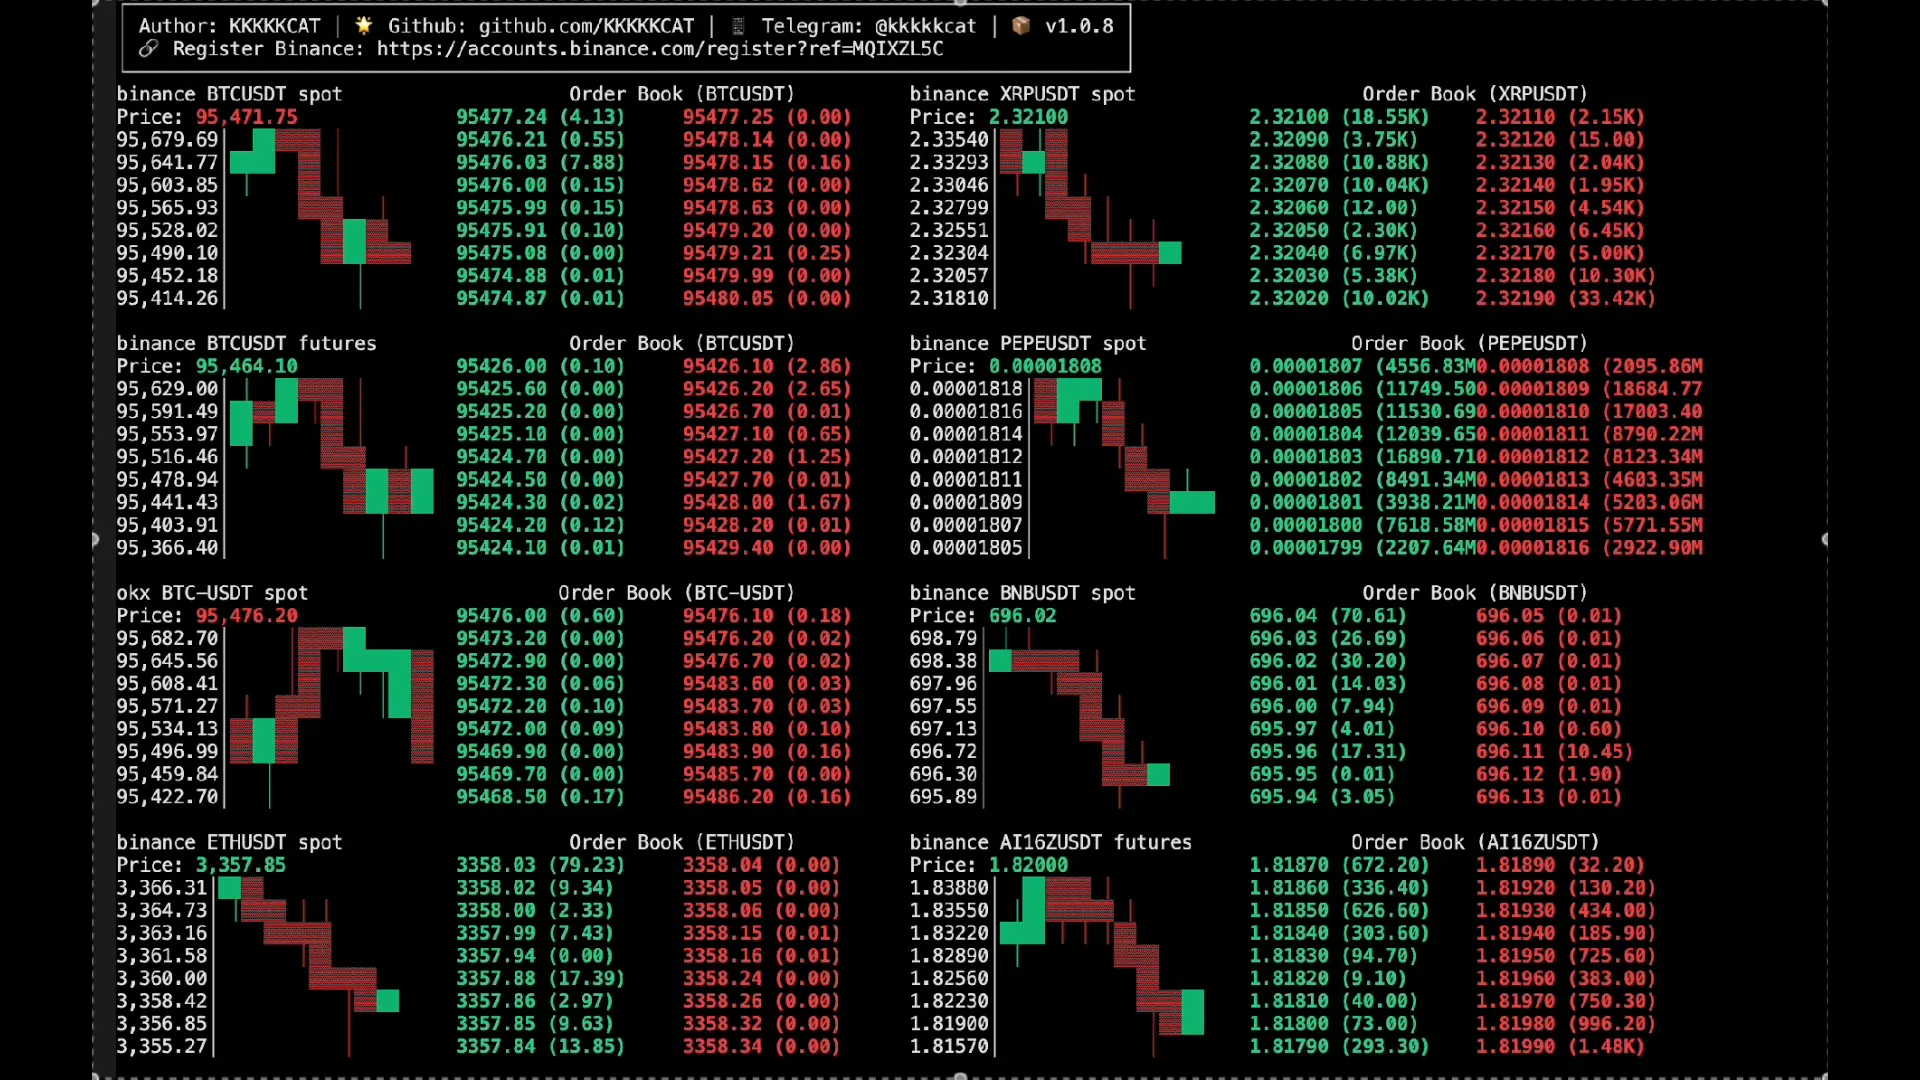 Author: KKKKKCAT | 🌟 Github: github.com/KKKKKCAT | 📱 Telegram: @kkkkkcat | 📦 v1.0.8
🔗 Register Binance: https://accounts.binance.com/register?ref=MQIXZL5C
binance BTCUSDT spot
Order Book (BTCUSDT)
Price: 95,471.75
95477.24 (4.13) 95477.25 (0.00)
95,679.69 95476.21 (0.55) 95478.14 (0.00)
95,641.77 95476.03 (7.88) 95478.15 (0.16)
95,603.85 95476.00 (0.15) 95478.62 (0.00)
95,565.93 95475.99 (0.15) 95478.63 (0.00)
95,528.02 95475.91 (0.10) 95479.20 (0.00)
95,490.10 95475.08 (0.00) 95479.21 (0.25)
95,452.18 95474.88 (0.01) 95479.99 (0.00)
95,414.26 95474.87 (0.01) 95480.05 (0.00)
binance BTCUSDT futures
Order Book (BTCUSDT)
Price: 95,464.10
95426.00 (0.10) 95426.10 (2.86)
95,629.00 95425.60 (0.00) 95426.20 (2.65)
95,591.49 95425.20 (0.00) 95426.70 (0.01)
95,553.97 95425.10 (0.00) 95427.10 (0.65)
95,516.46 95424.70 (0.00) 95427.20 (1.25)
95,478.94 95424.50 (0.00) 95427.70 (0.01)
95,441.43 95424.30 (0.02) 95428.00 (1.67)
95,403.91 95424.20 (0.12) 95428.20 (0.01)
95,366.40 95424.10 (0.01) 95429.40 (0.00)
okx BTC-USDT spot
Order Book (BTC-USDT)
Price: 95,476.20
95476.00 (0.60) 95476.10 (0.18)
95,682.70 95473.20 (0.00) 95476.20 (0.02)
95,645.56 95472.90 (0.00) 95476.70 (0.02)
95,608.41 95472.30 (0.06) 95483.60 (0.03)
95,571.27 95472.20 (0.10) 95483.70 (0.03)
95,534.13 95472.00 (0.09) 95483.80 (0.10)
95,496.99 95469.90 (0.00) 95483.90 (0.16)
95,459.84 95469.70 (0.00) 95485.70 (0.00)
95,422.70 95468.50 (0.17) 95486.20 (0.16)
binance ETHUSDT spot
Order Book (ETHUSDT)
Price: 3,357.85
3358.03 (79.23) 3358.04 (0.00)
3,366.31 3358.02 (9.34) 3358.05 (0.00)
3,364.73 3358.00 (2.33) 3358.06 (0.00)
3,363.16 3357.99 (7.43) 3358.15 (0.01)
3,361.58 3357.94 (0.00) 3358.16 (0.01)
3,360.00 3357.88 (17.39) 3358.24 (0.00)
3,358.42 3357.86 (2.97) 3358.26 (0.00)
3,356.85 3357.85 (9.63) 3358.32 (0.00)
3,355.27 3357.84 (13.85) 3358.34 (0.00)
binance XRPUSDT spot
Order Book (XRPUSDT)
Price: 2.32100
2.32100 (18.55K) 2.32110 (2.15K)
2.33540 2.32090 (3.75K) 2.32120 (15.00)
2.33293 2.32080 (10.88K) 2.32130 (2.04K)
2.33046 2.32070 (10.04K) 2.32140 (1.95K)
2.32799 2.32060 (12.00) 2.32150 (4.54K)
2.32551 2.32050 (2.30K) 2.32160 (6.45K)
2.32304 2.32040 (6.97K) 2.32170 (5.00K)
2.32057 2.32030 (5.38K) 2.32180 (10.30K)
2.31810 2.32020 (10.02K) 2.32190 (33.42K)
binance PEPEUSDT spot
Order Book (PEPEUSDT)
Price: 0.00001808
0.00001807 (4556.83M0.00001808 (2095.86M
0.00001818 0.00001806 (11749.500.00001809 (18684.77
0.00001816 0.00001805 (11530.690.00001810 (17003.40
0.00001814 0.00001804 (12039.650.00001811 (8790.22M
0.00001812 0.00001803 (16890.710.00001812 (8123.34M
0.00001811 0.00001802 (8491.34M0.00001813 (4603.35M
0.00001809 0.00001801 (3938.21M0.00001814 (5203.06M
0.00001807 0.00001800 (7618.58M0.00001815 (5771.55M
0.00001805 0.00001799 (2207.64M0.00001816 (2922.90M
binance BNBUSDT spot
Order Book (BNBUSDT)
Price: 696.02
696.04 (70.61) 696.05 (0.01)
698.79 696.03 (26.69) 696.06 (0.01)
698.38 696.02 (30.20) 696.07 (0.01)
697.96 696.01 (14.03) 696.08 (0.01)
697.55 696.00 (7.94) 696.09 (0.01)
697.13 695.97 (4.01) 696.10 (0.60)
696.72 695.96 (17.31) 696.11 (10.45)
696.30 695.95 (0.01) 696.12 (1.90)
695.89 695.94 (3.05) 696.13 (0.01)
binance AI16ZUSDT futures
Order Book (AI16ZUSDT)
Price: 1.82000
1.81870 (672.20) 1.81890 (32.20)
1.83880 1.81860 (336.40) 1.81920 (130.20)
1.83550 1.81850 (626.60) 1.81930 (434.00)
1.83220 1.81840 (303.60) 1.81940 (185.90)
1.82890 1.81830 (94.70) 1.81950 (725.60)
1.82560 1.81820 (9.10) 1.81960 (383.00)
1.82230 1.81810 (40.00) 1.81970 (750.30)
1.81900 1.81800 (73.00) 1.81980 (996.20)
1.81570 1.81790 (293.30) 1.81990 (1.48K)